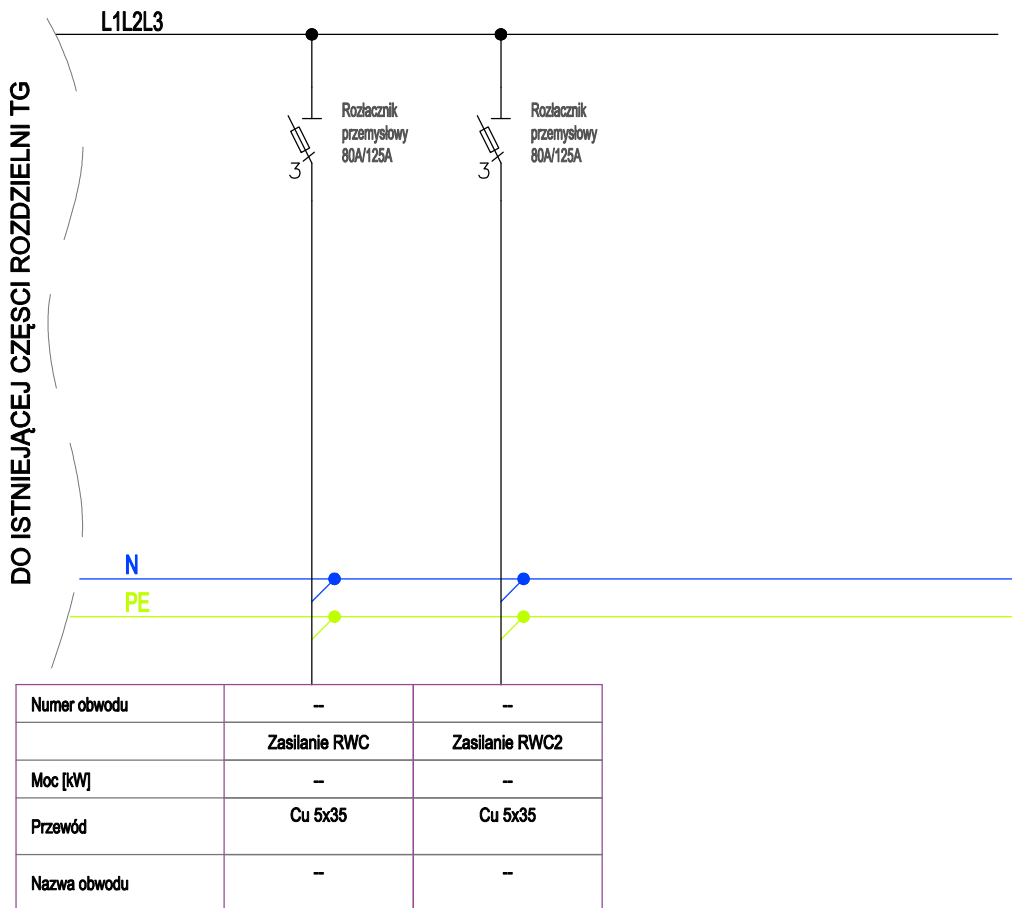 L1L2L3
DO ISTNIEJĄCEJ CZĘSCI ROZDZIELNI TG
Rozłacznik
przemysłowy
80A/125A
3
Rozłacznik
przemysłowy
80A/125A
3
N
PE
Numer obwodu -- --
Zasilanie RWC Zasilanie RWC2
Moc [kW] -- --
Przewód Cu 5x35 Cu 5x35
Nazwa obwodu -- --